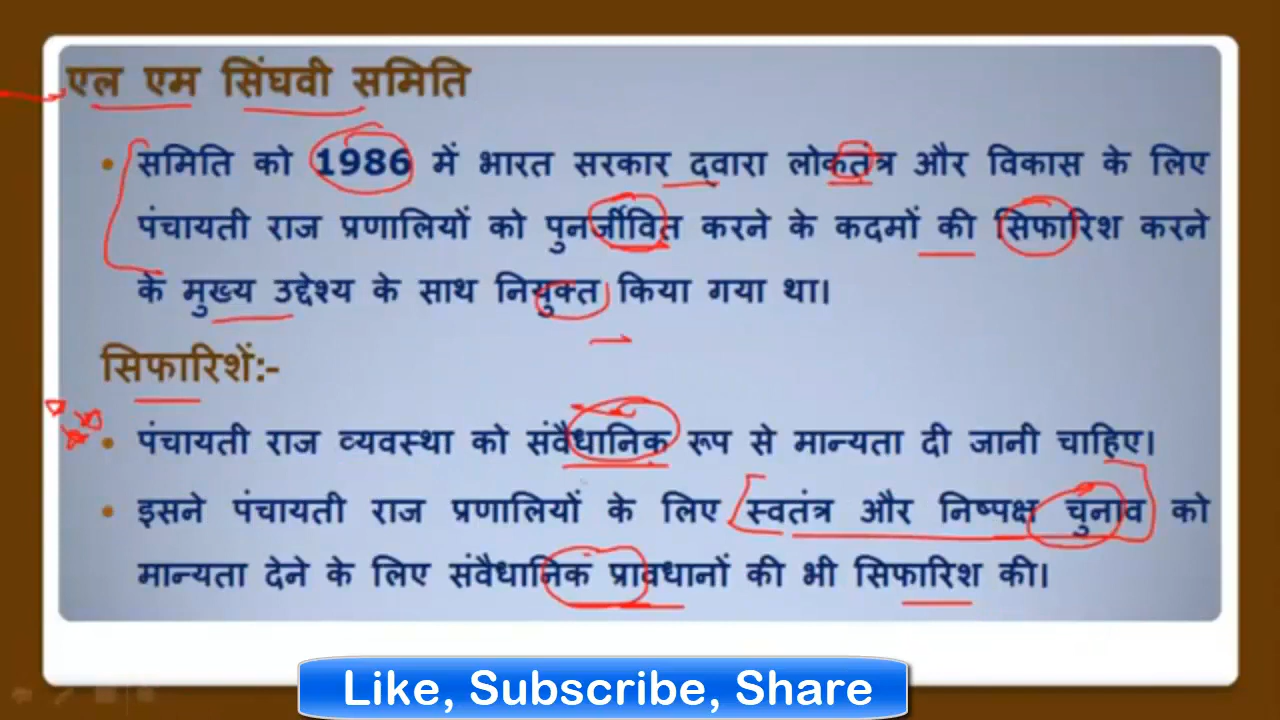 एल एम सिंघवी समिति
• समिति को 1986 में भारत सरकार द्वारा लोकतंत्र और विकास के लिए
पंचायती राज प्रणालियों को पुनर्जीवित करने के कदमों की सिफारिश करने
के मुख्य उद्देश्य के साथ नियुक्त किया गया था।
सिफारिशें:-
• पंचायती राज व्यवस्था को संवैधानिक रूप से मान्यता दी जानी चाहिए।
• इसने पंचायती राज प्रणालियों के लिए स्वतंत्र और निष्पक्ष चुनाव को
मान्यता देने के लिए संवैधानिक प्रावधानों की भी सिफारिश की।
Like, Subscribe, Share